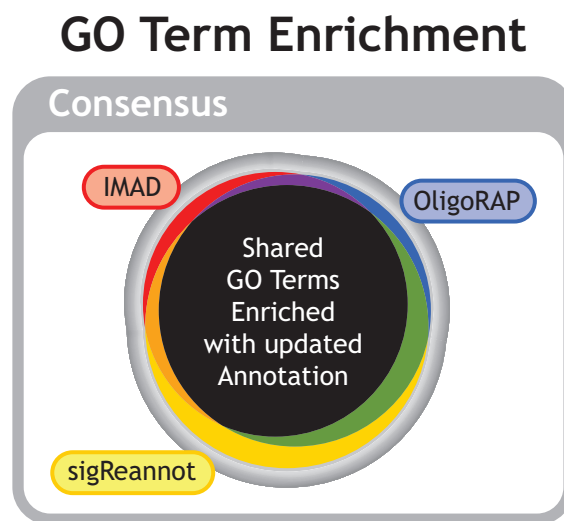 GO Term Enrichment
Consensus
IMAD
OligoRAP
Shared
GO Terms
Enriched
with updated
Annotation
sigReannot